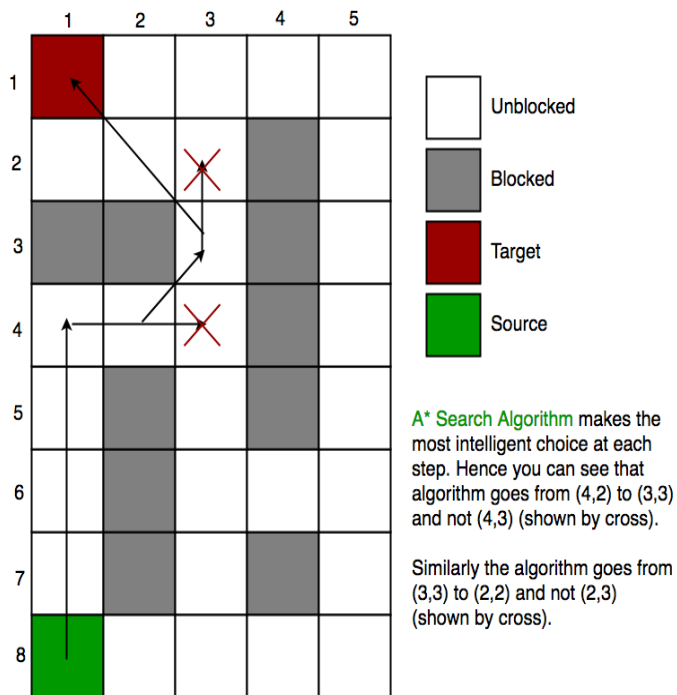 1 2 3 4 5
1
2
3
4
5
6
7
8
Unblocked
Blocked
Target
Source
A* Search Algorithm makes the
most intelligent choice at each
step. Hence you can see that
algorithm goes from (4,2) to (3,3)
and not (4,3) (shown by cross).
Similarly the algorithm goes from
(3,3) to (2,2) and not (2,3)
(shown by cross).